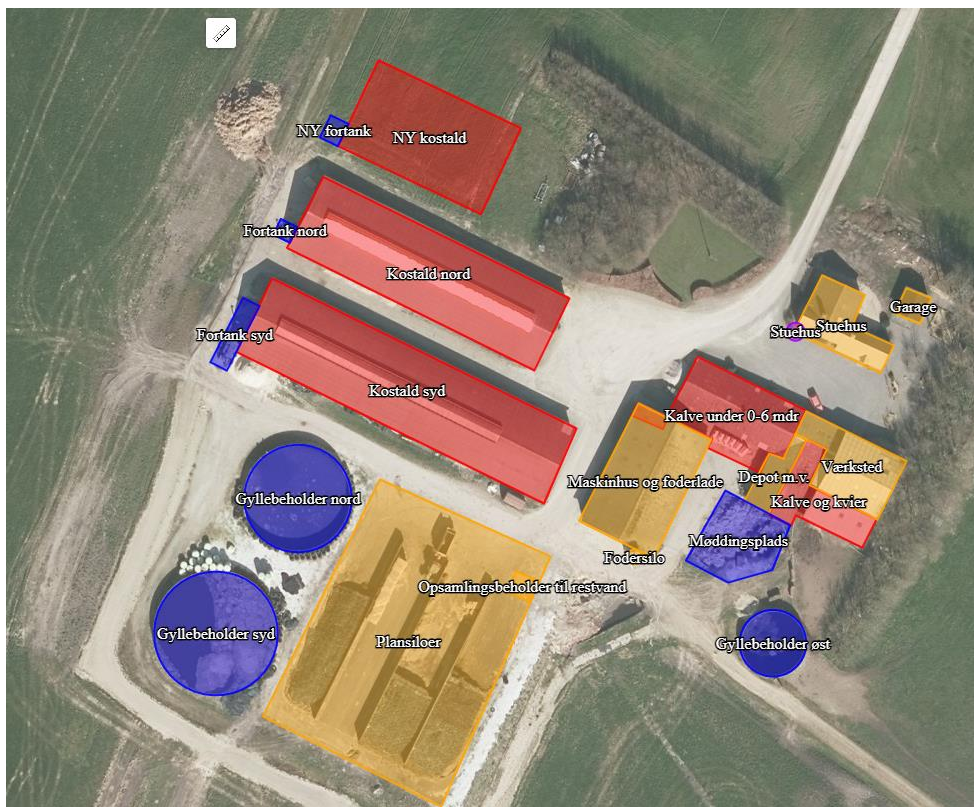 NY fortank
NY kostald
Fortank nord
Kostald nord
Garage
Stuehus
Stuehus
Fortank syd
Kostald syd
Kalve under 0-6 mdr
Værksted
Depot m.v.
Maskinhus og foderlade
Gyllebeholder nord
Kalve og kvier
Møddingsplads
Fodersilo
Opsamlingsbeholder til restvand
Gyllebeholder syd
Plansiloer
Gyllebeholder øst